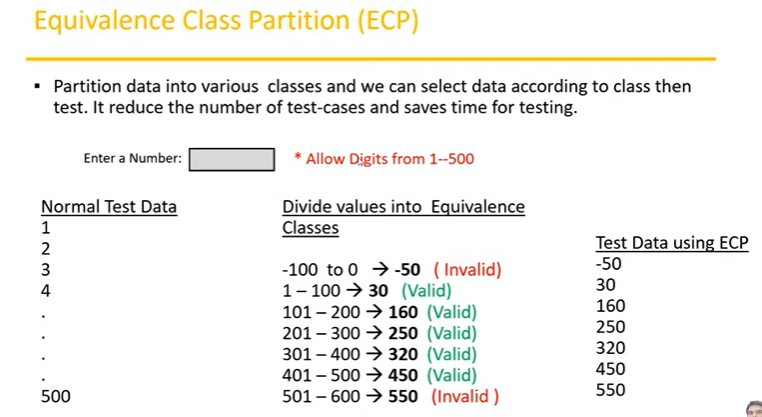 Equivalence Class Partition (ECP)
▪ Partition data into various classes and we can select data according to class then
test. It reduce the number of test-cases and saves time for testing.
Enter a Number:
* Allow Digits from 1--500
Normal Test Data
1
2
3
4
.
.
.
.
500
Divide values into Equivalence
Classes
-100 to 0 → -50 ( Invalid)
1 – 100 → 30 (Valid)
101 – 200 → 160 (Valid)
201 – 300 → 250 (Valid)
301 – 400 → 320 (Valid)
401 – 500 → 450 (Valid)
501 – 600 → 550 (Invalid )
Test Data using ECP
-50
30
160
250
320
450
550